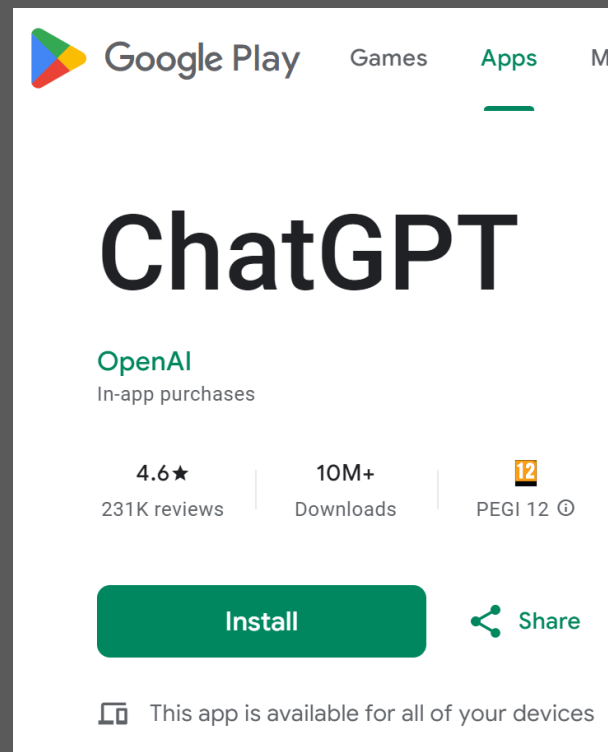 Google Play Games Apps M
ChatGPT
OpenAI
In-app purchases
4.6★ 10M+ 12
231K reviews Downloads PEGI 12
Install Share
This app is available for all of your devices